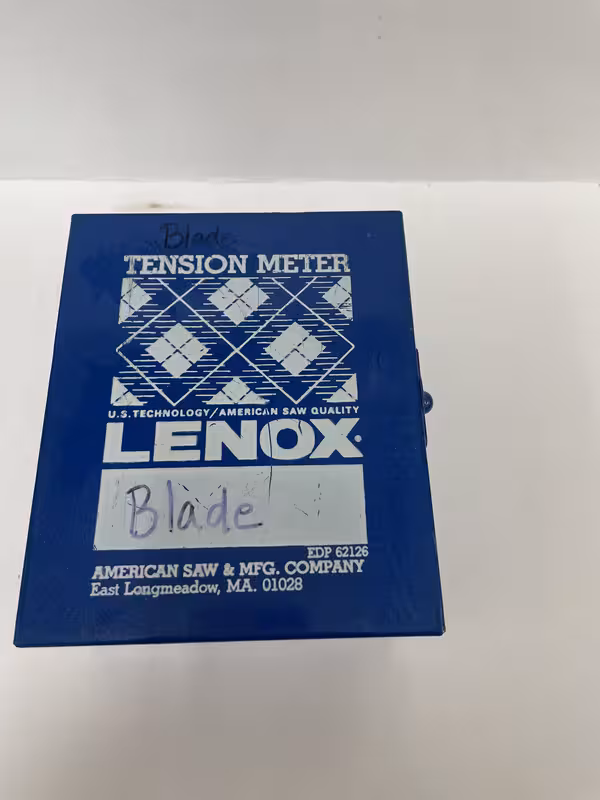 Blade
TENSION METER
U.S. TECHNOLOGY/AMERICAN SAW QUALITY
LENOX
Blade
EDP 62126
AMERICAN SAW & MFG. COMPANY
East Longmeadow, MA. 01028